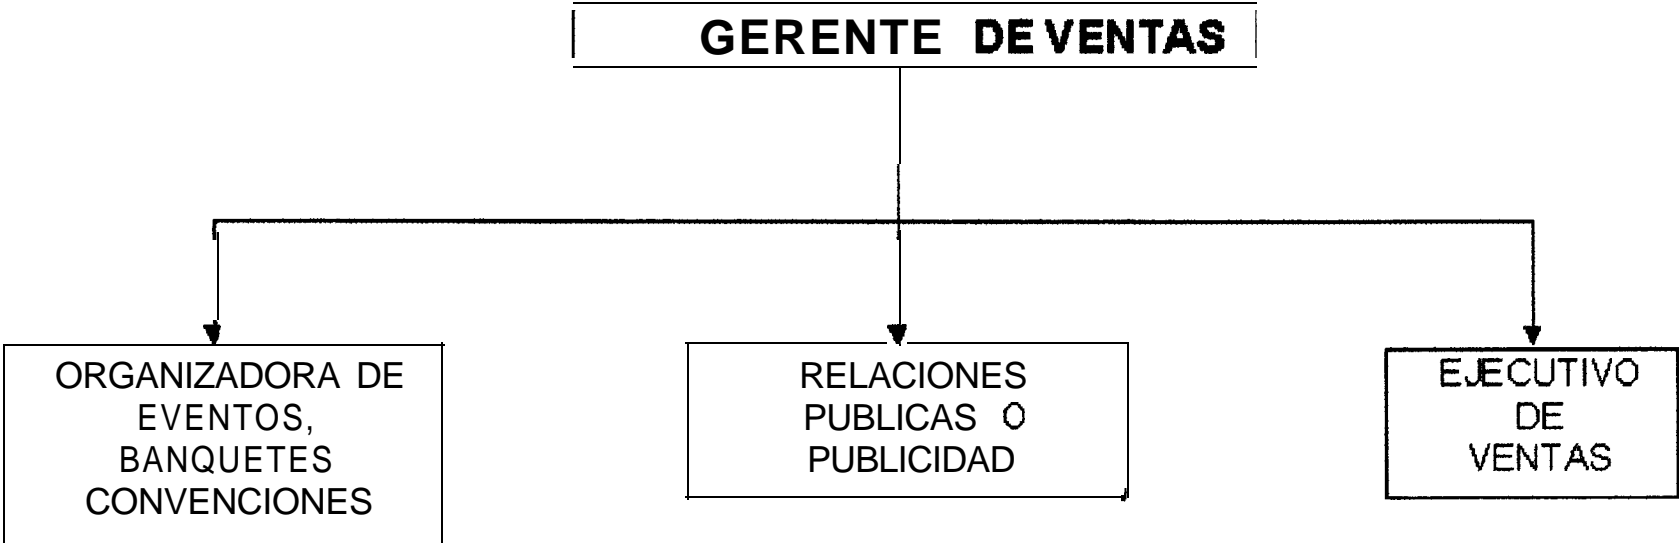 GERENTE DE VENTAS
ORGANIZADORA DE
EVENTOS,
BANQUETES
CONVENCIONES
RELACIONES
PUBLICAS O
PUBLICIDAD
EJECUTIVO
DE
VENTAS